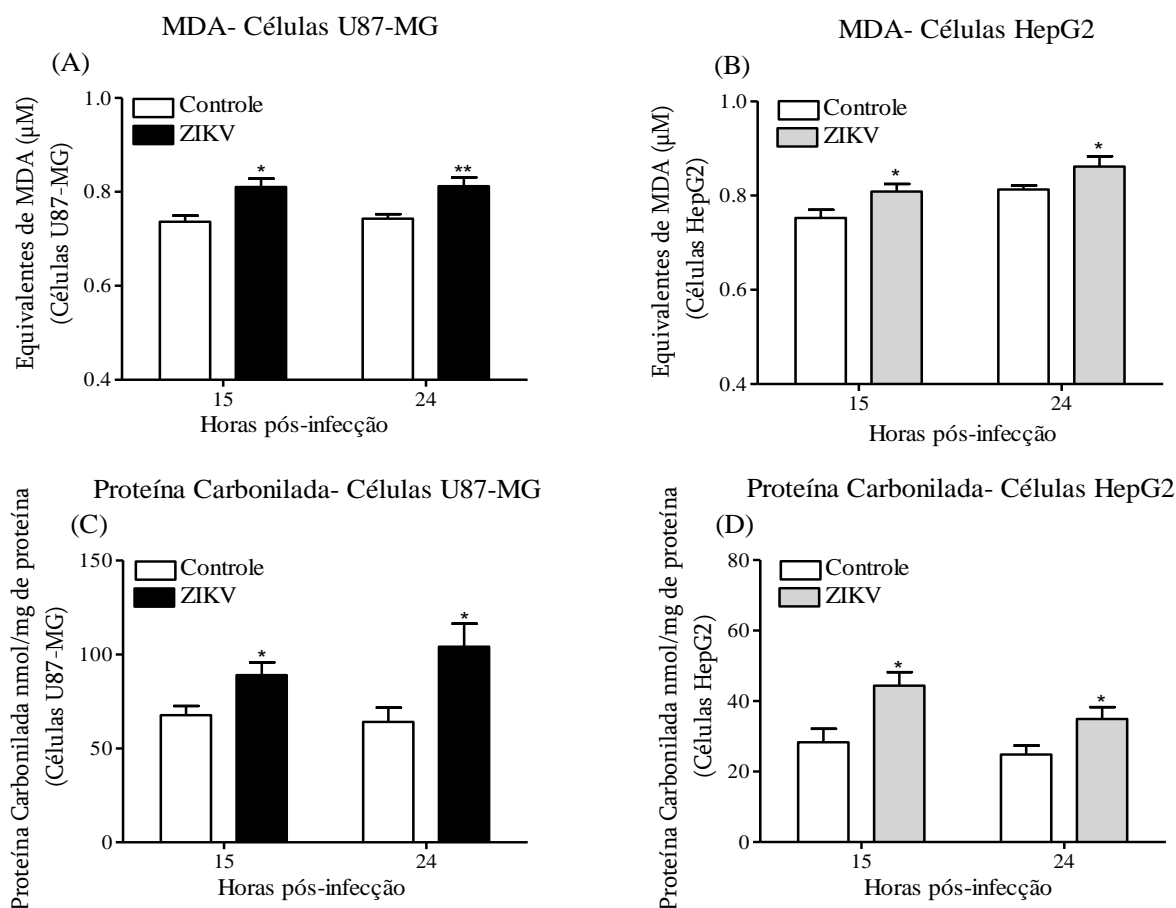 MDA- Células U87-MG
(A)
Equivalentes de MDA (µM)
(Células U87-MG)
1.0
0.8
0.6
0.4
Controle
ZIKV
*
**
15
24
Horas pós-infecção
MDA- Células HepG2
(B)
Equivalentes de MDA (µM)
(Células HepG2)
1.0
0.8
0.6
0.4
Controle
ZIKV
*
*
15
24
Horas pós-infecção
Proteína Carbonilada- Células U87-MG
(C)
Proteína Carbonilada nmol/mg de proteína
(Células U87-MG)
150
100
50
0
Controle
ZIKV
*
*
15
24
Horas pós-infecção
Proteína Carbonilada- Células HepG2
(D)
Proteína Carbonilada nmol/mg de proteína
(Células HepG2)
80
60
40
20
0
Controle
ZIKV
*
*
15
24
Horas pós-infecção